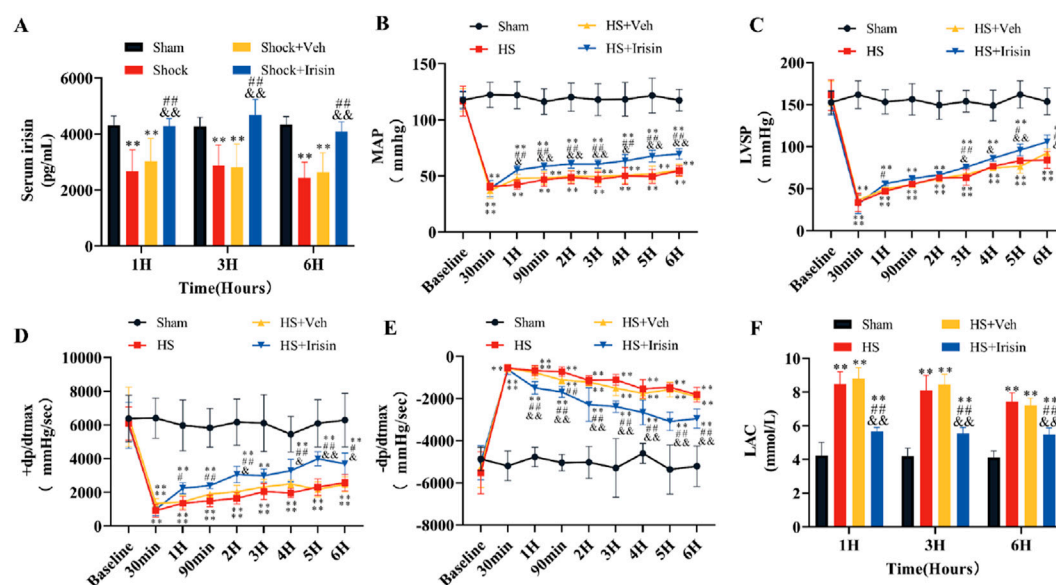 A
Sham
Shock+Veh
Shock
Shock+Irisin
Serum irisin
(pg/mL)
6000
4000
2000
0
** **
##
&&
** **
##
&&
** **
##
&&
1H 3H 6H
Time(Hours)
B
Sham
HS+Veh
HS
HS+Irisin
MAP
( mmHg)
150
100
50
0
Baseline 30min 1H 90min 2H 3H 4H 5H 6H
C
Sham
HS+Veh
HS
HS+Irisin
LVSP
( mmHg)
200
150
100
50
0
Baseline 30min 1H 90min 2H 3H 4H 5H 6H
D
Sham
HS+Veh
HS
HS+Irisin
+dp/dtmax
( mmHg/sec)
10000
8000
6000
4000
2000
0
Baseline 30min 1H 90min 2H 3H 4H 5H 6H
E
Sham
HS+Veh
HS
HS+Irisin
-dp/dtmax
( mmHg/sec)
-0
-2000
-4000
-6000
-8000
Baseline 30min 1H 90min 2H 3H 4H 5H 6H
F
Sham
HS+Veh
HS
HS+Irisin
LAC
(mmol/L)
10
8
6
4
2
0
** **
**
##
&&
** **
**
##
&&
** **
**
##
&&
1H 3H 6H
Time(Hours)